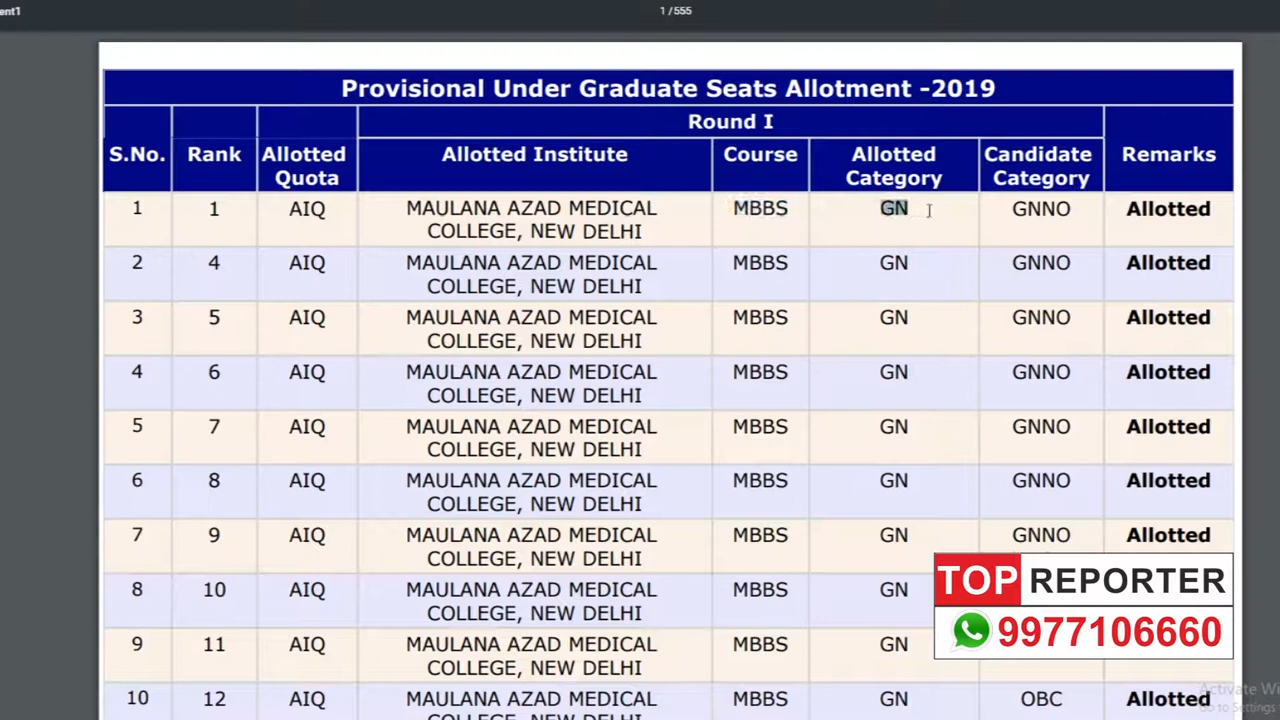 ent1
1 / 555
Provisional Under Graduate Seats Allotment -2019
Round I
S.No. Rank Allotted Quota Allotted Institute Course Allotted Category Candidate Category Remarks
1 1 AIQ MAULANA AZAD MEDICAL MBBS GN GNNO Allotted
COLLEGE, NEW DELHI
2 4 AIQ MAULANA AZAD MEDICAL MBBS GN GNNO Allotted
COLLEGE, NEW DELHI
3 5 AIQ MAULANA AZAD MEDICAL MBBS GN GNNO Allotted
COLLEGE, NEW DELHI
4 6 AIQ MAULANA AZAD MEDICAL MBBS GN GNNO Allotted
COLLEGE, NEW DELHI
5 7 AIQ MAULANA AZAD MEDICAL MBBS GN GNNO Allotted
COLLEGE, NEW DELHI
6 8 AIQ MAULANA AZAD MEDICAL MBBS GN GNNO Allotted
COLLEGE, NEW DELHI
7 9 AIQ MAULANA AZAD MEDICAL MBBS GN GNNO Allotted
COLLEGE, NEW DELHI
8 10 AIQ MAULANA AZAD MEDICAL MBBS GN
COLLEGE, NEW DELHI
9 11 AIQ MAULANA AZAD MEDICAL MBBS GN
COLLEGE, NEW DELHI
10 12 AIQ MAULANA AZAD MEDICAL MBBS GN OBC Allotted
TOP REPORTER
9977106660
Activate Wi
Go to Settings